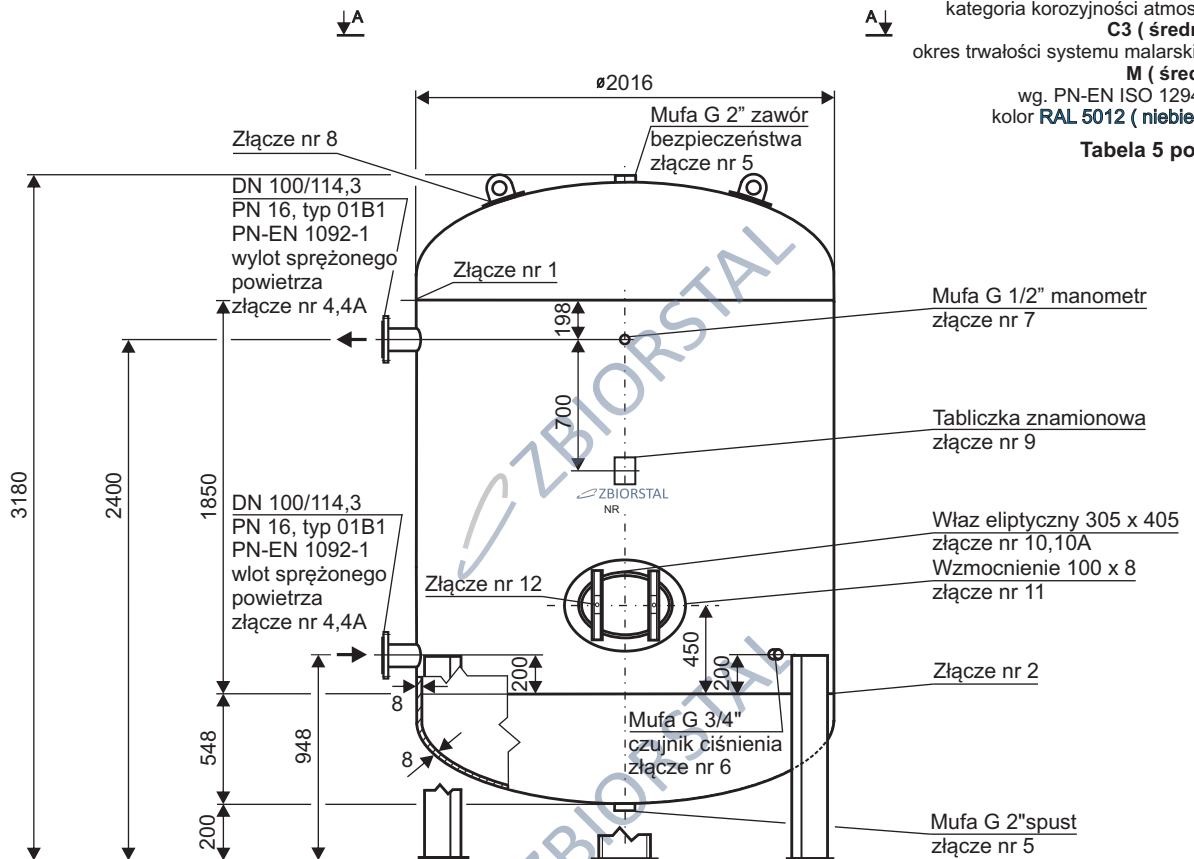 A
A
kategoria korozyjności atmos
C3 ( średn
okres trwałości systemu malarski
M ( śred
wg. PN-EN ISO 1294
kolor RAL 5012 ( niebie
Tabela 5 po
ø2016
Mufa G 2” zawór
bezpieczeństwa
złącze nr 5
Złącze nr 8
DN 100/114,3
PN 16, typ 01B1
PN-EN 1092-1
wylot sprężonego
powietrza
złącze nr 4,4A
Złącze nr 1
198
Mufa G 1/2” manometr
złącze nr 7
700
Tabliczka znamionowa
złącze nr 9
3180
2400
1850
ZBIORSTAL
ZBIORSTAL
NR
DN 100/114,3
PN 16, typ 01B1
PN-EN 1092-1
wlot sprężonego
powietrza
złącze nr 4,4A
Złącze nr 12
Właz eliptyczny 305 x 405
złącze nr 10,10A
Wzmocnienie 100 x 8
złącze nr 11
450
200
200
Złącze nr 2
8
8
548
948
200
Mufa G 3/4"
czujnik ciśnienia
złącze nr 6
ZBIORSTAL
Mufa G 2"spust
złącze nr 5